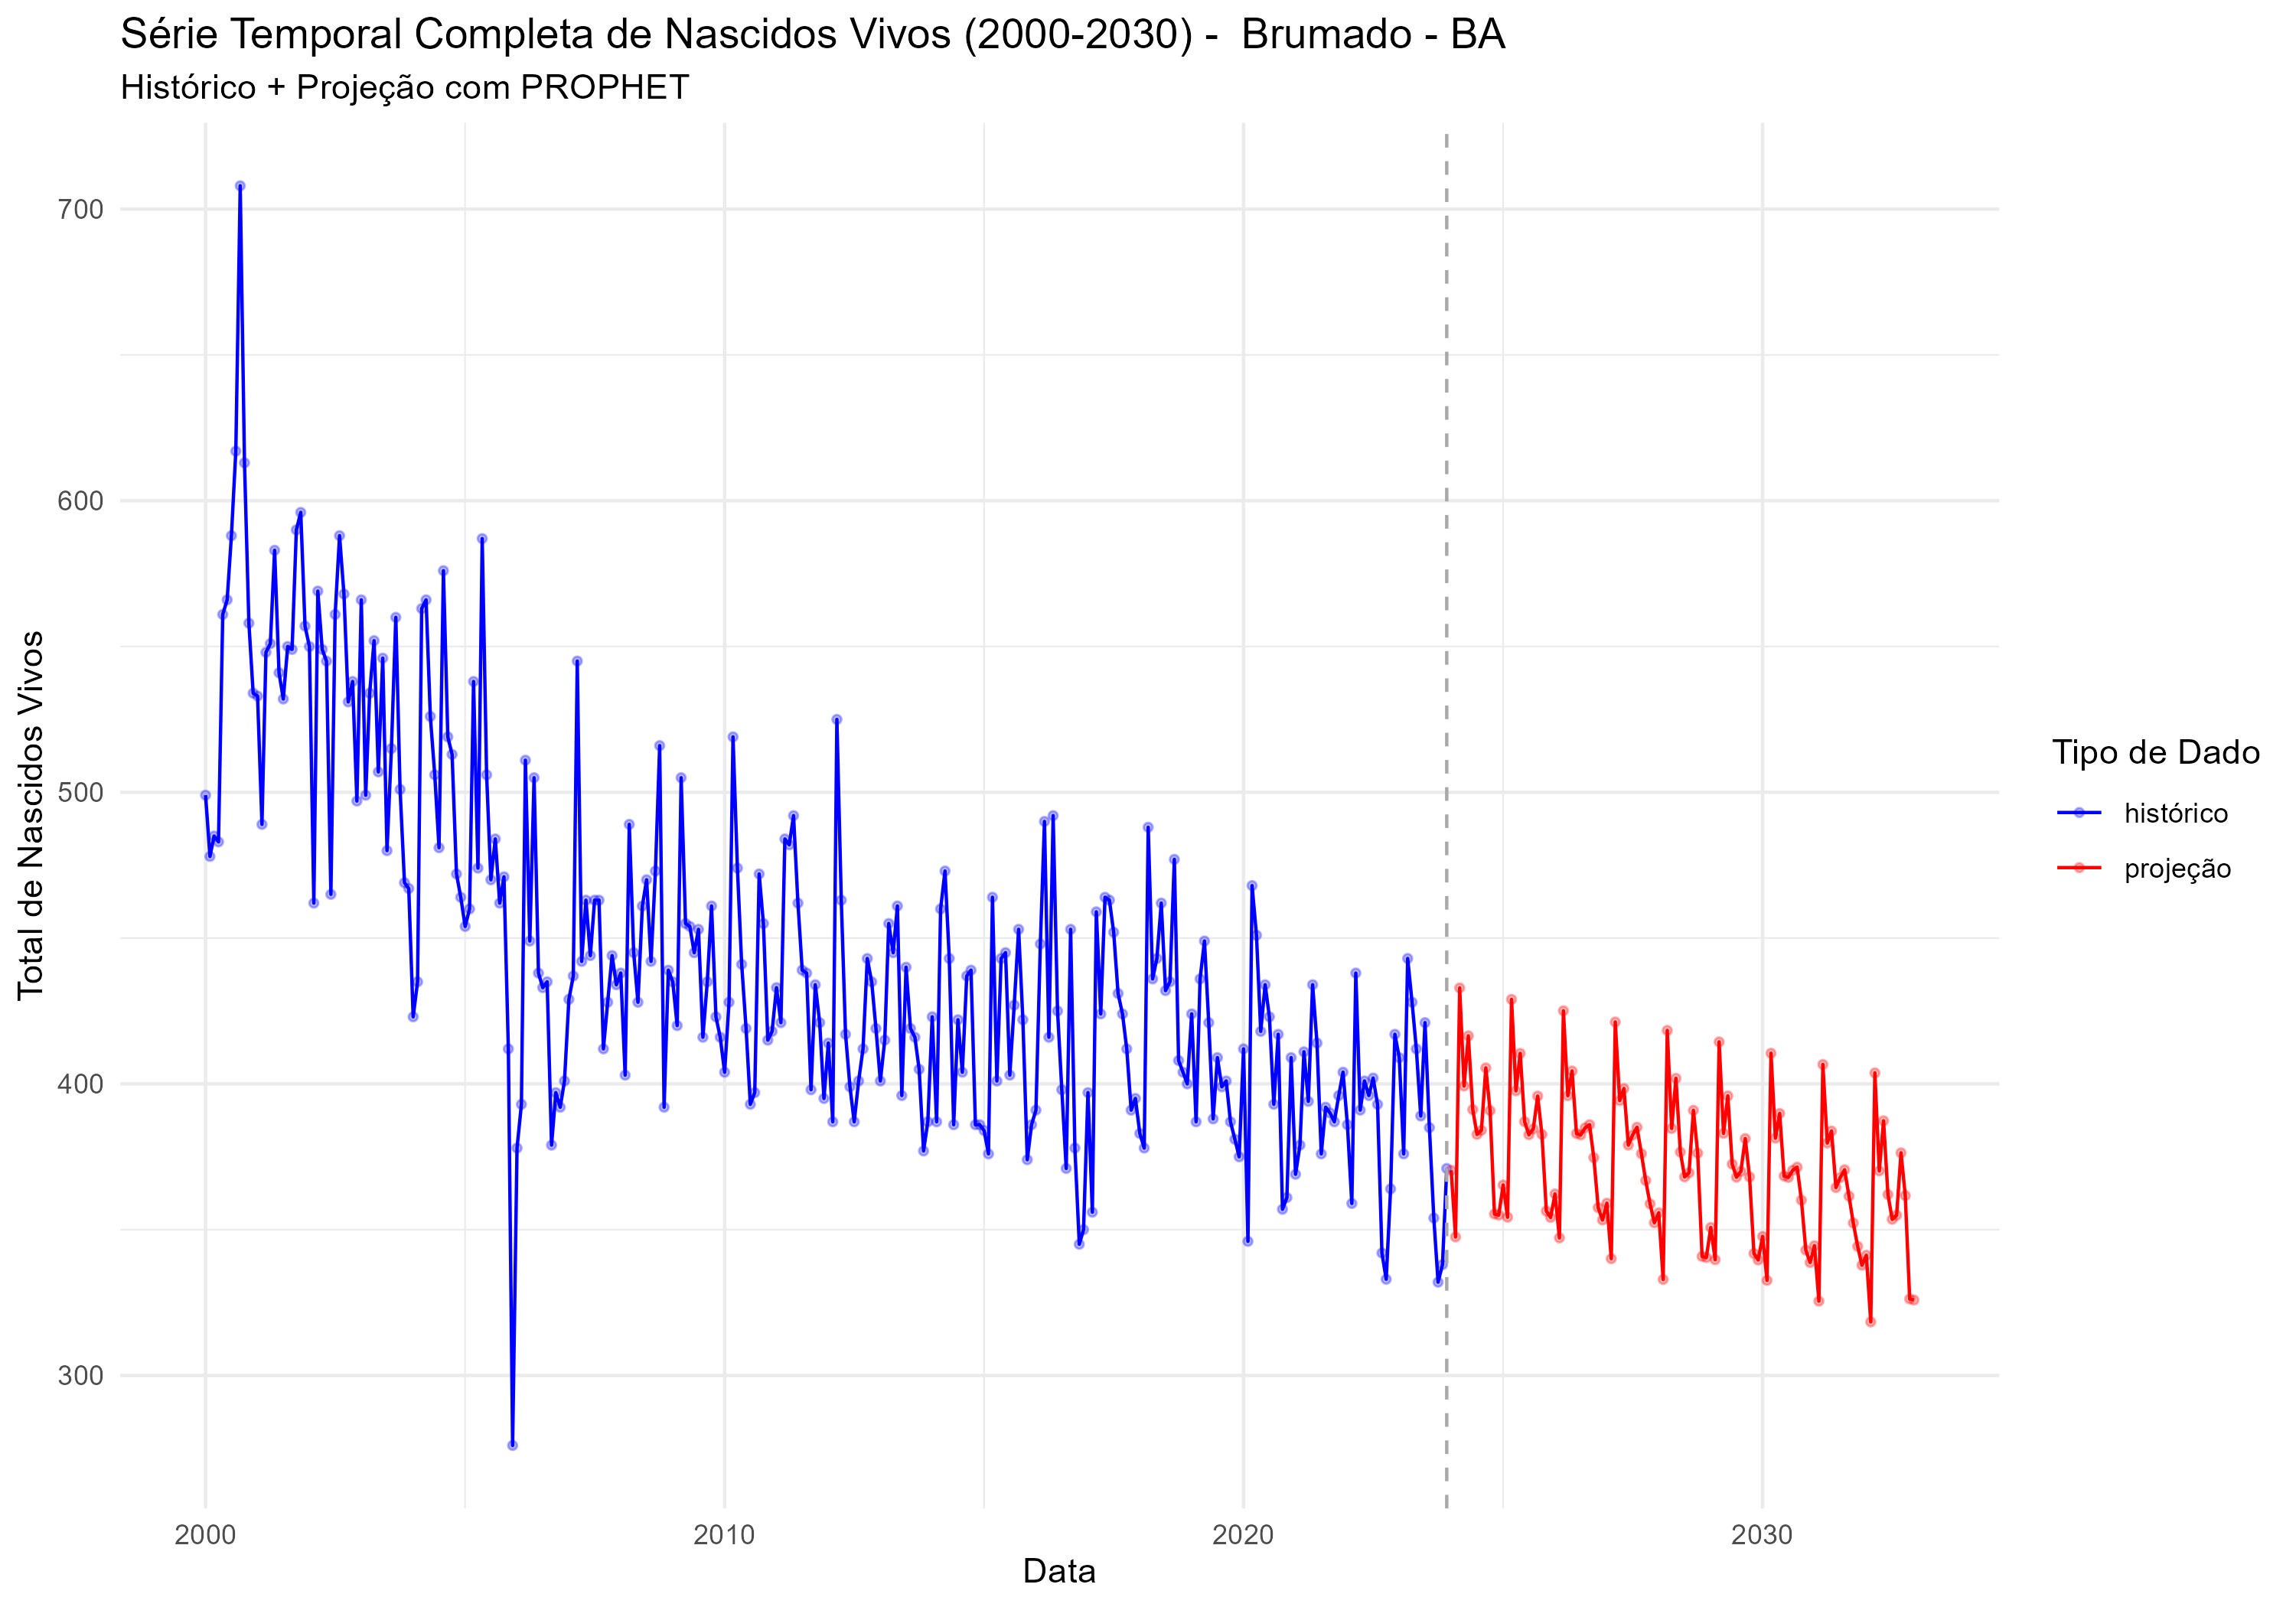 Série Temporal Completa de Nascidos Vivos (2000-2030) -  Brumado - BA
Histórico + Projeção com PROPHET
Total de Nascidos Vivos
700
600
500
400
300
2000
2010
2020
2030
Data
Tipo de Dado
histórico
projeção